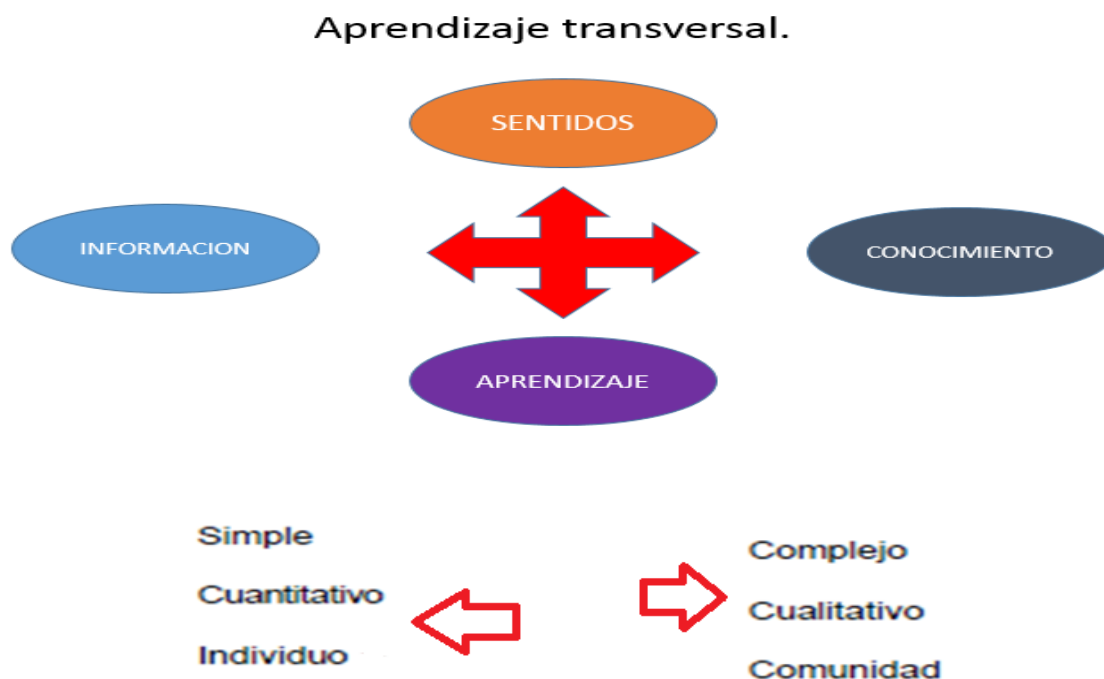 Aprendizaje transversal.
SENTIDOS
INFORMACION
CONOCIMIENTO
APRENDIZAJE
Simple
Cuantitativo
Individuo
Complejo
Cualitativo
Comunidad